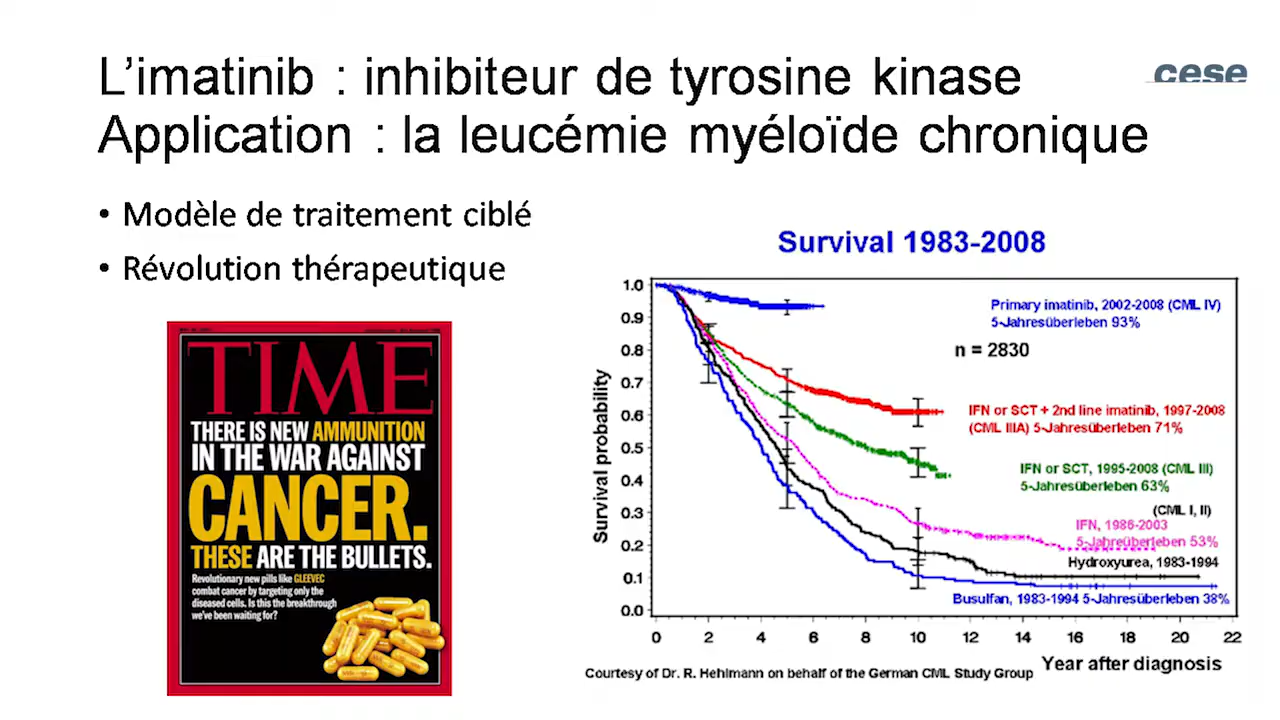 L'imatinib : inhibiteur de tyrosine kinase
Application : la leucémie myéloïde chronique
cese
• Modèle de traitement ciblé
• Révolution thérapeutique
TIME
THERE IS NEW AMMUNITION
IN THE WAR AGAINST
CANCER.
THESE ARE THE BULLETS.
Revolutionary new pills like GLEEVEC
combat cancer by targeting only the
diseased cells. Is this the breakthrough
we've been waiting for?
Survival 1983-2008
Survival probability
1.0
0.9
0.8
0.7
0.6
0.5
0.4
0.3
0.2
0.1
0.0
Primary imatinib, 2002-2008 (CML IV)
5-Jahresüberleben 93%
n = 2830
IFN or SCT + 2nd line imatinib, 1997-2008
(CML IIIA) 5-Jahresüberleben 71%
IFN or SCT, 1995-2008 (CML III)
5-Jahresüberleben 63%
(CML I, II)
IFN, 1986-2003
5-Jahresüberleben 53%
Hydroxyurea, 1983-1994
Busulfan, 1983-1994 5-Jahresüberleben 38%
0 2 4 6 8 10 12 14 16 18 20 22
Year after diagnosis
Courtesy of Dr. R. Hehlmann on behalf of the German CML Study Group